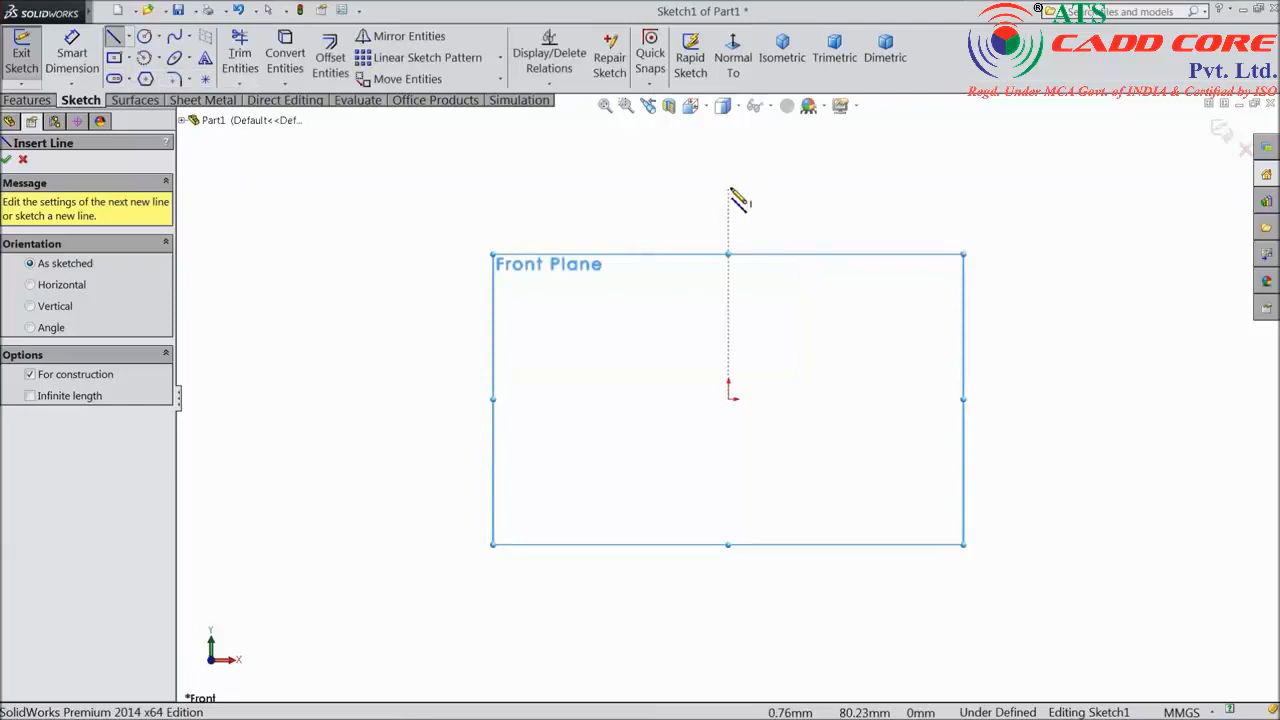 SOLIDWORKS
Sketch1 of Part1 *
Search files and models
®
ATS
CADD CORE
Pvt. Ltd.
Regd. Under MCA Govt. of INDIA & Certified by ISO
Exit Sketch
Smart Dimension
Trim Entities
Convert Entities
Offset Entities
Mirror Entities
Linear Sketch Pattern
Move Entities
Display/Delete Relations
Repair Sketch
Quick Snaps
Rapid Sketch
Normal To
Isometric
Trimetric
Dimetric
Features
Sketch
Surfaces
Sheet Metal
Direct Editing
Evaluate
Office Products
Simulation
Part1 (Default<<Def...
Insert Line
?
Message
Edit the settings of the next new line
or sketch a new line.
Orientation
As sketched
Horizontal
Vertical
Angle
Options
For construction
Infinite length
Front Plane
Y
X
*Front
SolidWorks Premium 2014 x64 Edition
0.76mm
80.23mm
0mm
Under Defined
Editing Sketch1
MMGS